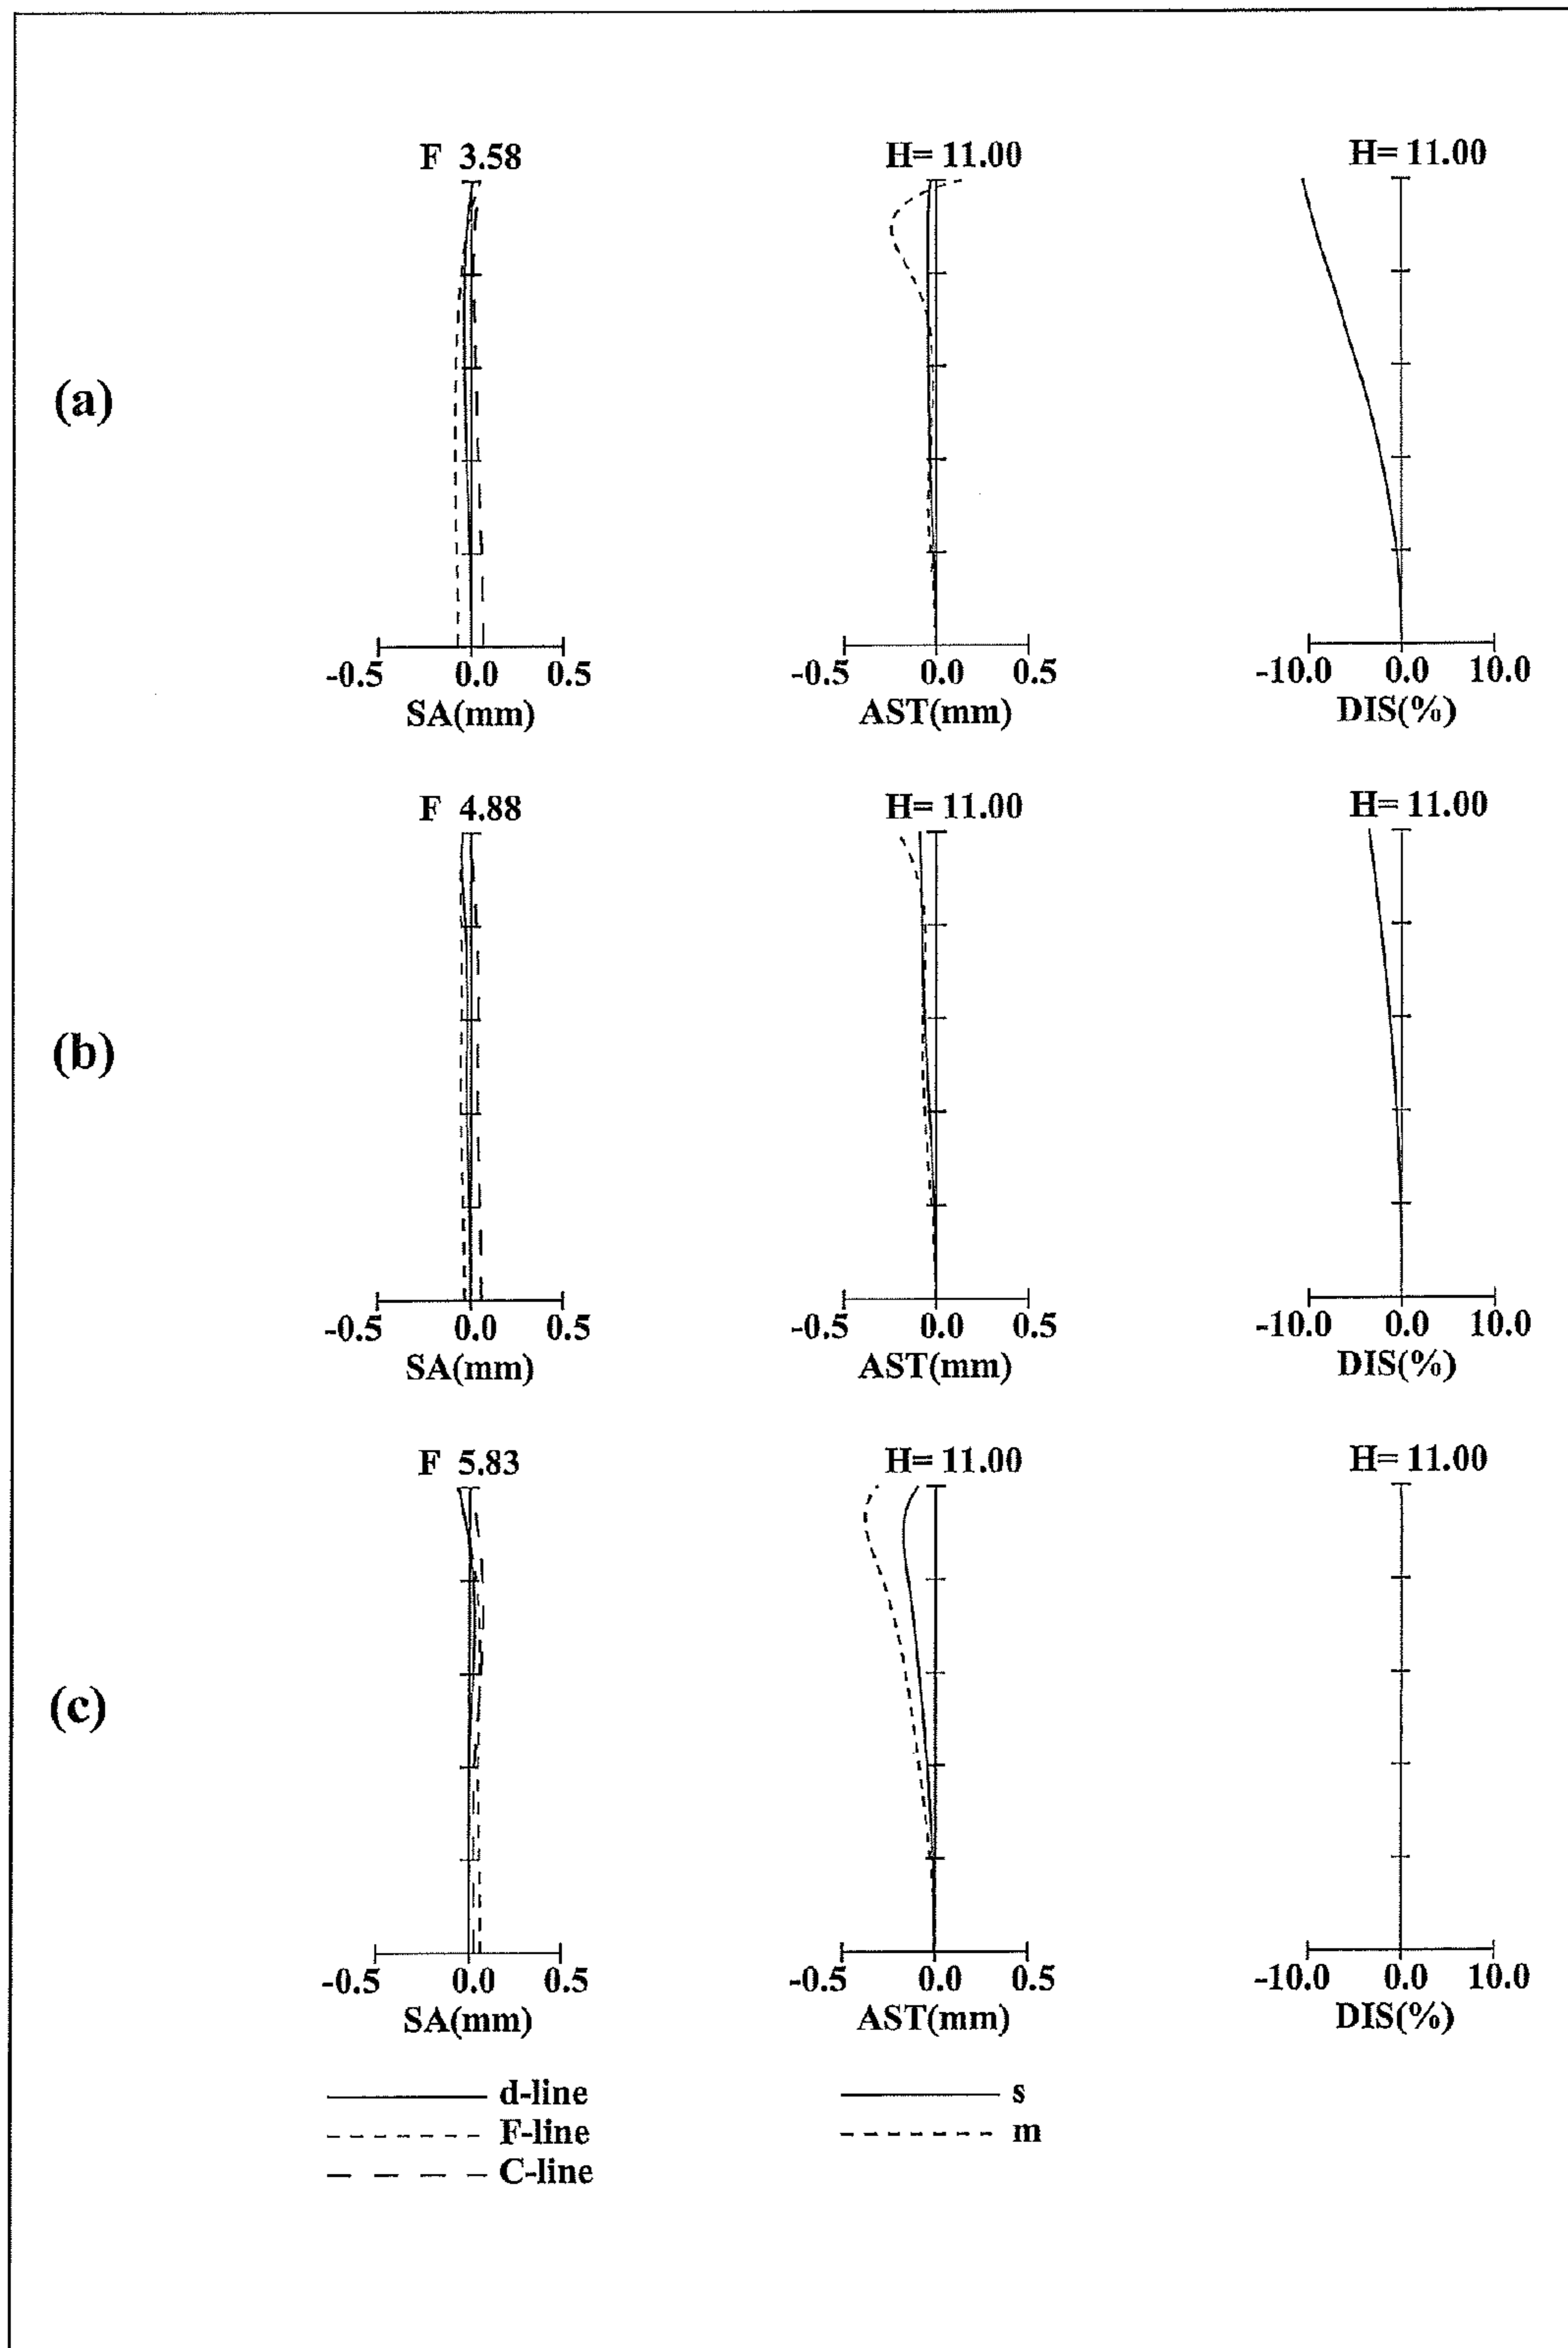 (a)
F 3.58 H= 11.00 H= 11.00
-0.5 0.0 0.5 -0.5 0.0 0.5 -10.0 0.0 10.0
SA(mm) AST(mm) DIS(%)
(b)
F 4.88 H= 11.00 H= 11.00
-0.5 0.0 0.5 -0.5 0.0 0.5 -10.0 0.0 10.0
SA(mm) AST(mm) DIS(%)
(c)
F 5.83 H= 11.00 H= 11.00
-0.5 0.0 0.5 -0.5 0.0 0.5 -10.0 0.0 10.0
SA(mm) AST(mm) DIS(%)
d-line s
F-line m
C-line